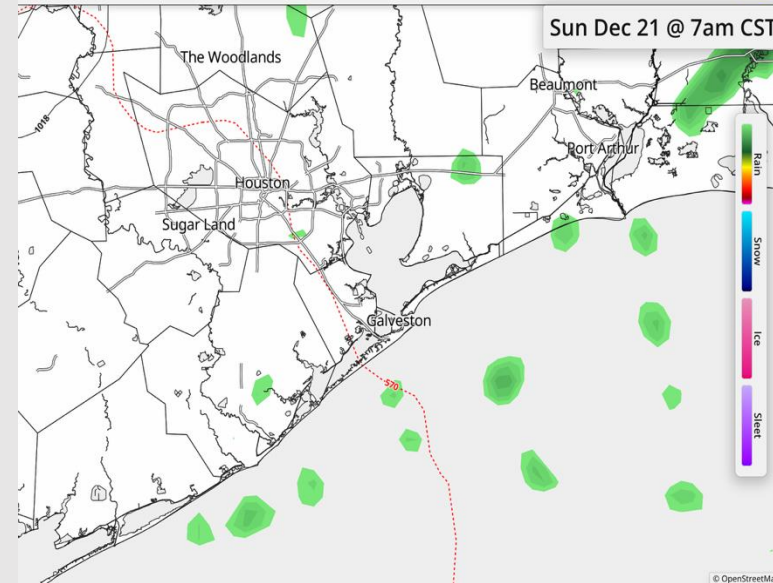 Sun Dec 21 @ 7am CST
The Woodlands
Beaumont
1018
Port Arthur
Houston
Sugar Land
Galveston
570
Rain
Snow
Ice
Sleet
© OpenStreetMa